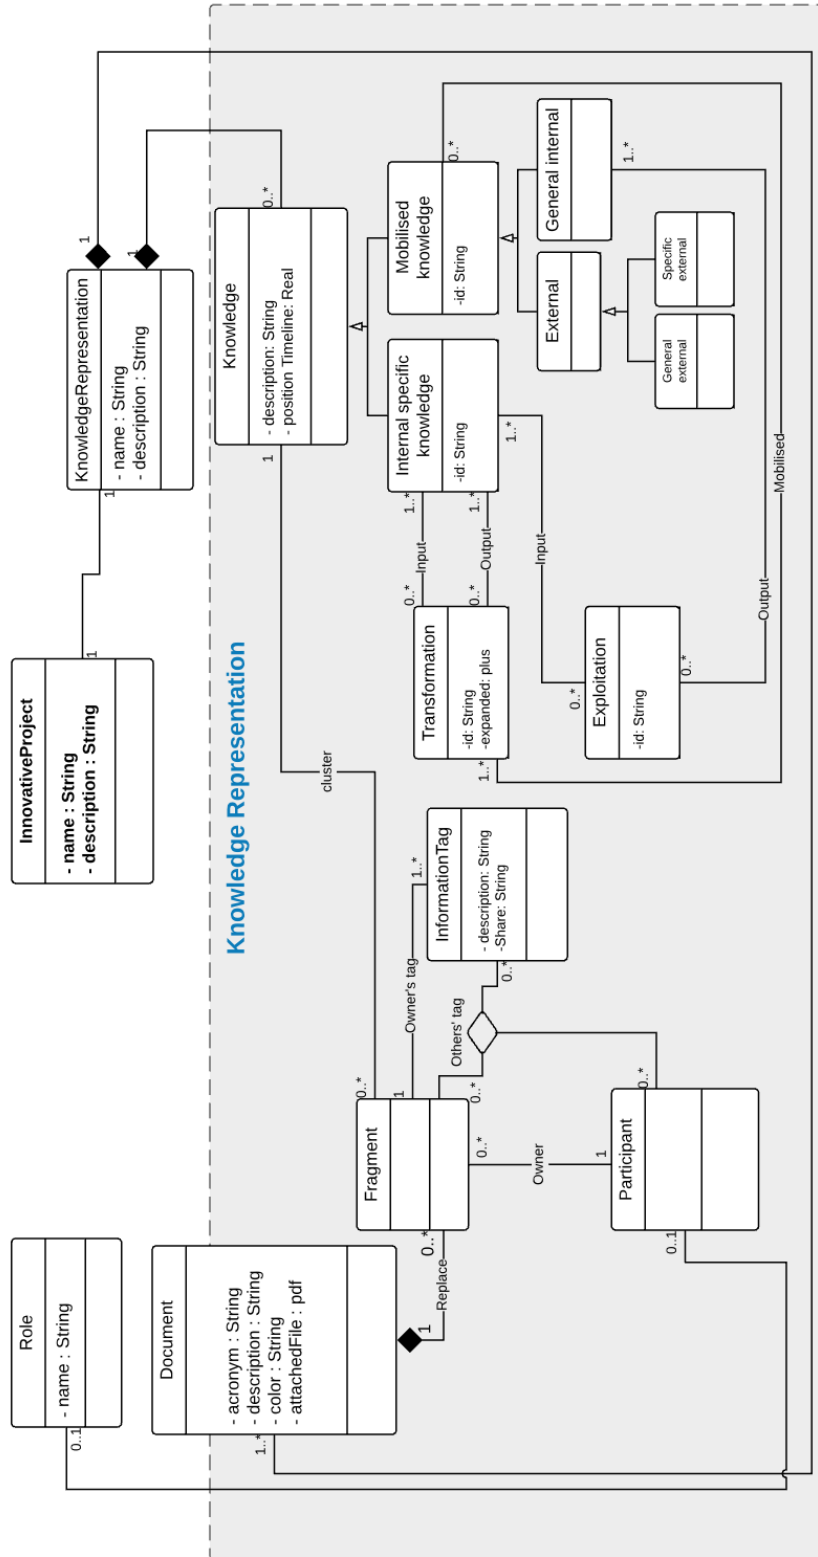 Role
- name : String
0..1
InnovativeProject
- name : String
- description : String
1
KnowledgeRepresentation
- name : String
- description : String
1
1
1
Knowledge Representation
Document
- acronym : String
- description : String
- color : String
- attachedFile : pdf
1..*
1
Replace
0..*
Fragment
0..*
1
0..*
0..*
cluster
1
Knowledge
- description: String
- position Timeline: Real
0..*
Owner's tag
1..*
InformationTag
- description: String
-Share: String
0..*
Others' tag
Owner
1
Participant
0..1
0..*
Internal specific
knowledge
-id: String
1..*
1..*
1..*
Mobilised
knowledge
-id: String
0..*
Input
0..*
Output
0..*
Transformation
-id: String
-expanded: plus
1..*
Input
0..*
Exploitation
-id: String
0..*
External
General internal
1..*
General
external
Specific
external
Output
Mobilised